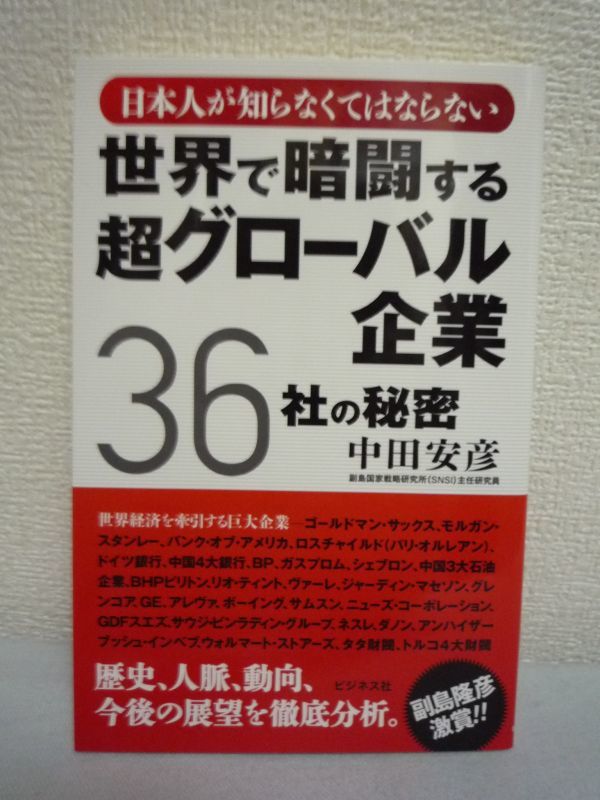 日本人が知らなくてはならない
世界で暗闘する
超グローバル
企業
36社の秘密
中田安彦
副島国家戦略研究所(SNSI)主任研究員
世界経済を牽引する巨大企業―ゴールドマン・サックス、モルガン・
スタンレー、バンク・オブ・アメリカ、ロスチャイルド(パリ・オルレアン)、
ドイツ銀行、中国4大銀行、BP、ガスプロム、シェブロン、中国3大石油
企業、BHPビリトン、リオ・ティント、ヴァーレ、ジャーディン・マセソン、グレ
ンコア、GE、アレヴァ、ボーイング、サムスン、ニューズ・コーポレーション、
GDFスエズ、サウジ・ビンラディン・グループ、ネスレ、ダノン、アンハイザー・
ブッシュ・インベブ、ウォルマート・ストアーズ、タタ財閥、トルコ4大財閥
歴史、人脈、動向、
今後の展望を徹底分析。
ビジネス社
副島隆彦
激賞!!